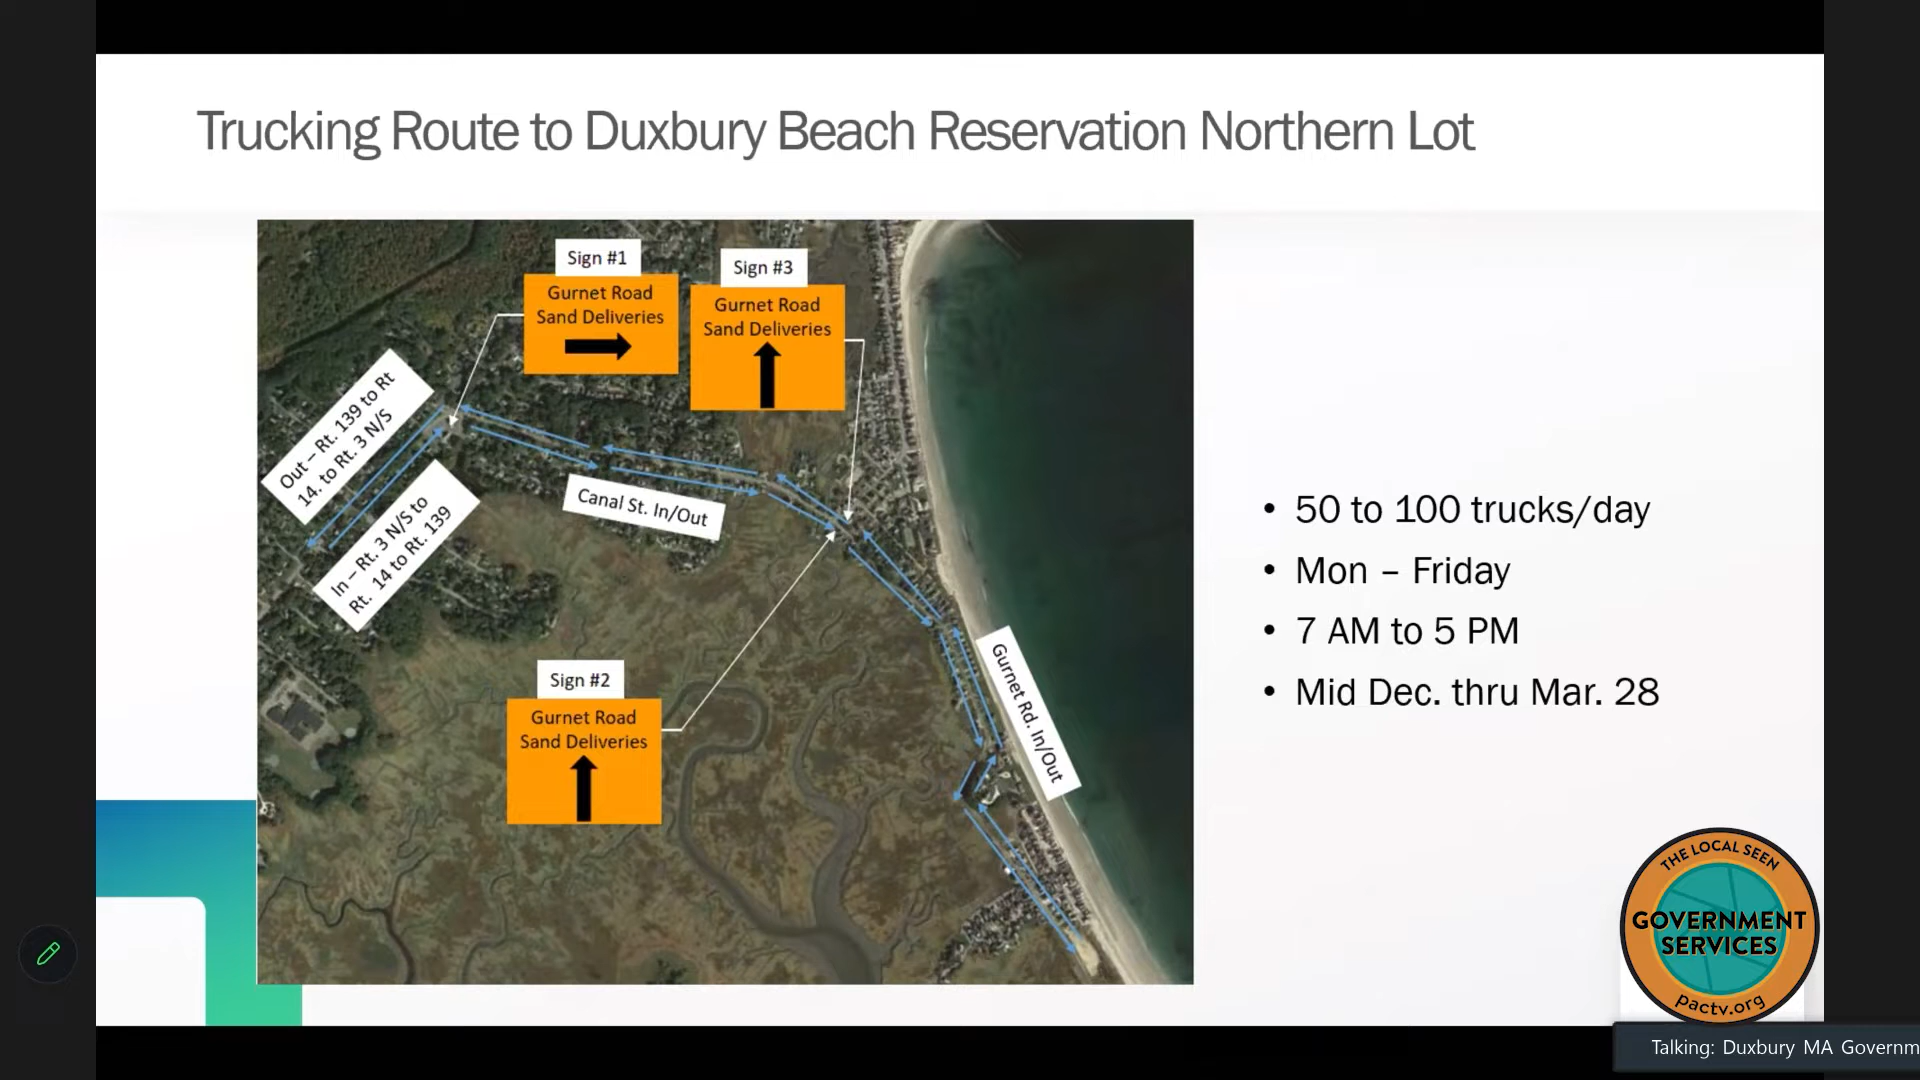 Trucking Route to Duxbury Beach Reservation Northern Lot
Sign #1
Gurnet Road
Sand Deliveries
Sign #3
Gurnet Road
Sand Deliveries
Out – Rt. 139 to Rt
14. to Rt. 3 N/S
In – Rt. 3 N/S to
Rt. 14 to Rt. 139
Canal St. In/Out
Sign #2
Gurnet Road
Sand Deliveries
Gurnet Rd. In/Out
• 50 to 100 trucks/day
• Mon – Friday
• 7 AM to 5 PM
• Mid Dec. thru Mar. 28
THE LOCAL SEEN
GOVERNMENT
SERVICES
pactv.org
Talking: Duxbury MA Governm